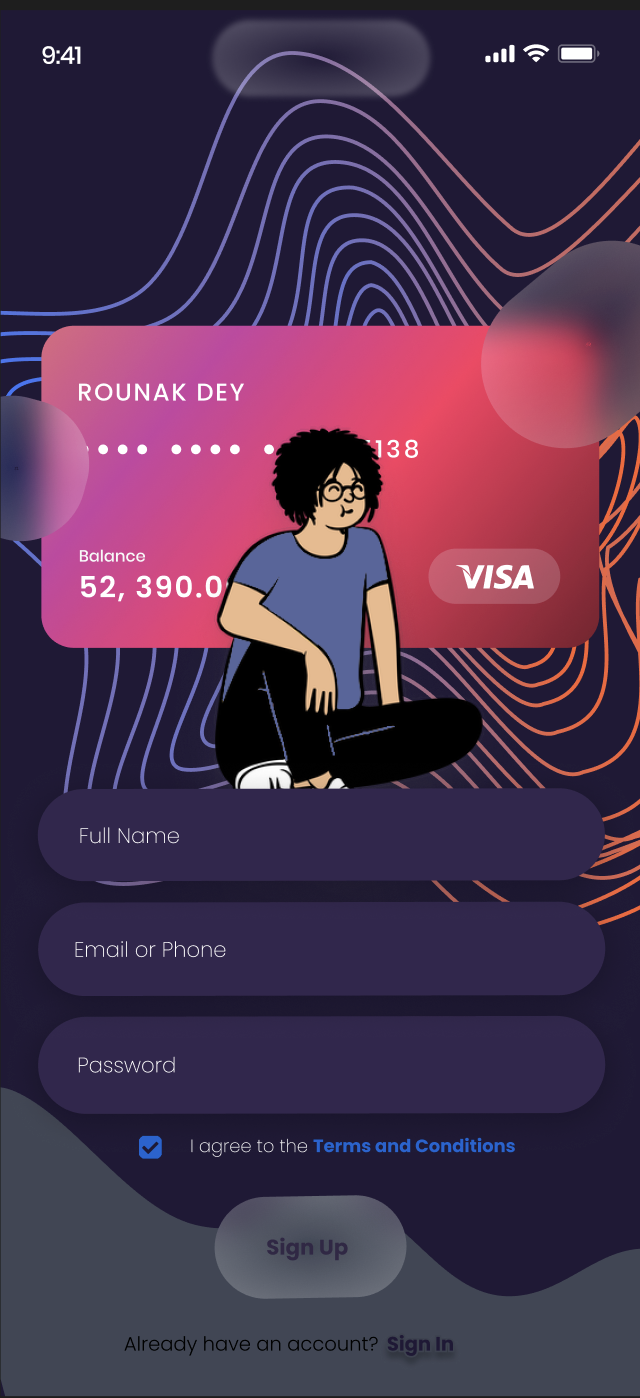 9:41
ROUNAK DEY
•••• •••• • 138
Balance
52, 390.0
VISA
Full Name
Email or Phone
Password
I agree to the Terms and Conditions
Sign Up
Already have an account? Sign In